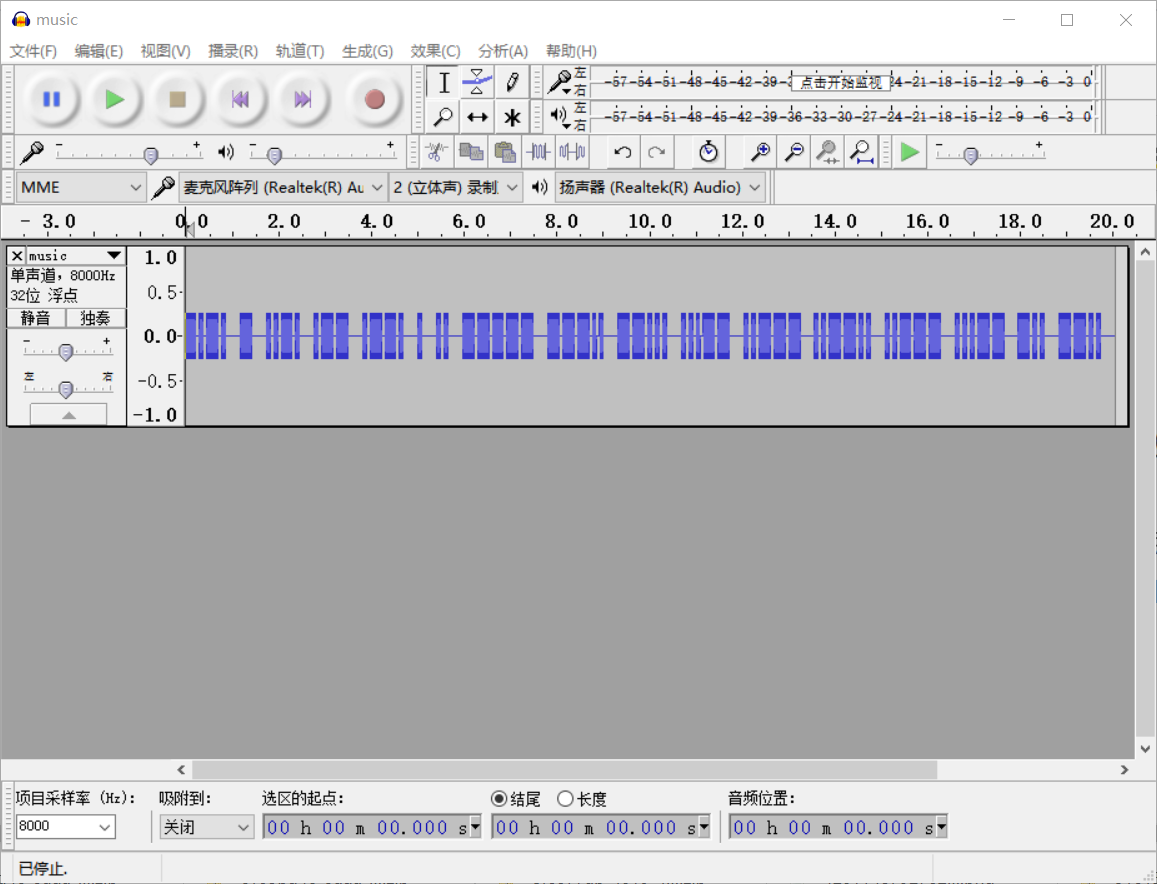 music
文件(F) 编辑(E) 视图(V) 播录(R) 轨道(T) 生成(G) 效果(C) 分析(A) 帮助(H)
左 -57-54-51-48-45-42-39- 点击开始监视 24-21-18-15-12 -9 -6 -3 0
右
左 -57-54-51-48-45-42-39-36-33-30-27-24-21-18-15-12 -9 -6 -3 0
右
- + - + - +
MME 麦克风阵列 (Realtek(R) Au 2 (立体声) 录制 扬声器 (Realtek(R) Audio)
- 3.0 0.0 2.0 4.0 6.0 8.0 10.0 12.0 14.0 16.0 18.0 20.0
music 1.0
单声道, 8000Hz
32位 浮点 0.5
静音 独奏
- + 0.0
左 右 -0.5
-1.0
项目采样率 (Hz): 吸附到: 选区的起点: 结尾 长度 音频位置:
8000 关闭 00 h 00 m 00.000 s 00 h 00 m 00.000 s 00 h 00 m 00.000 s
已停止.